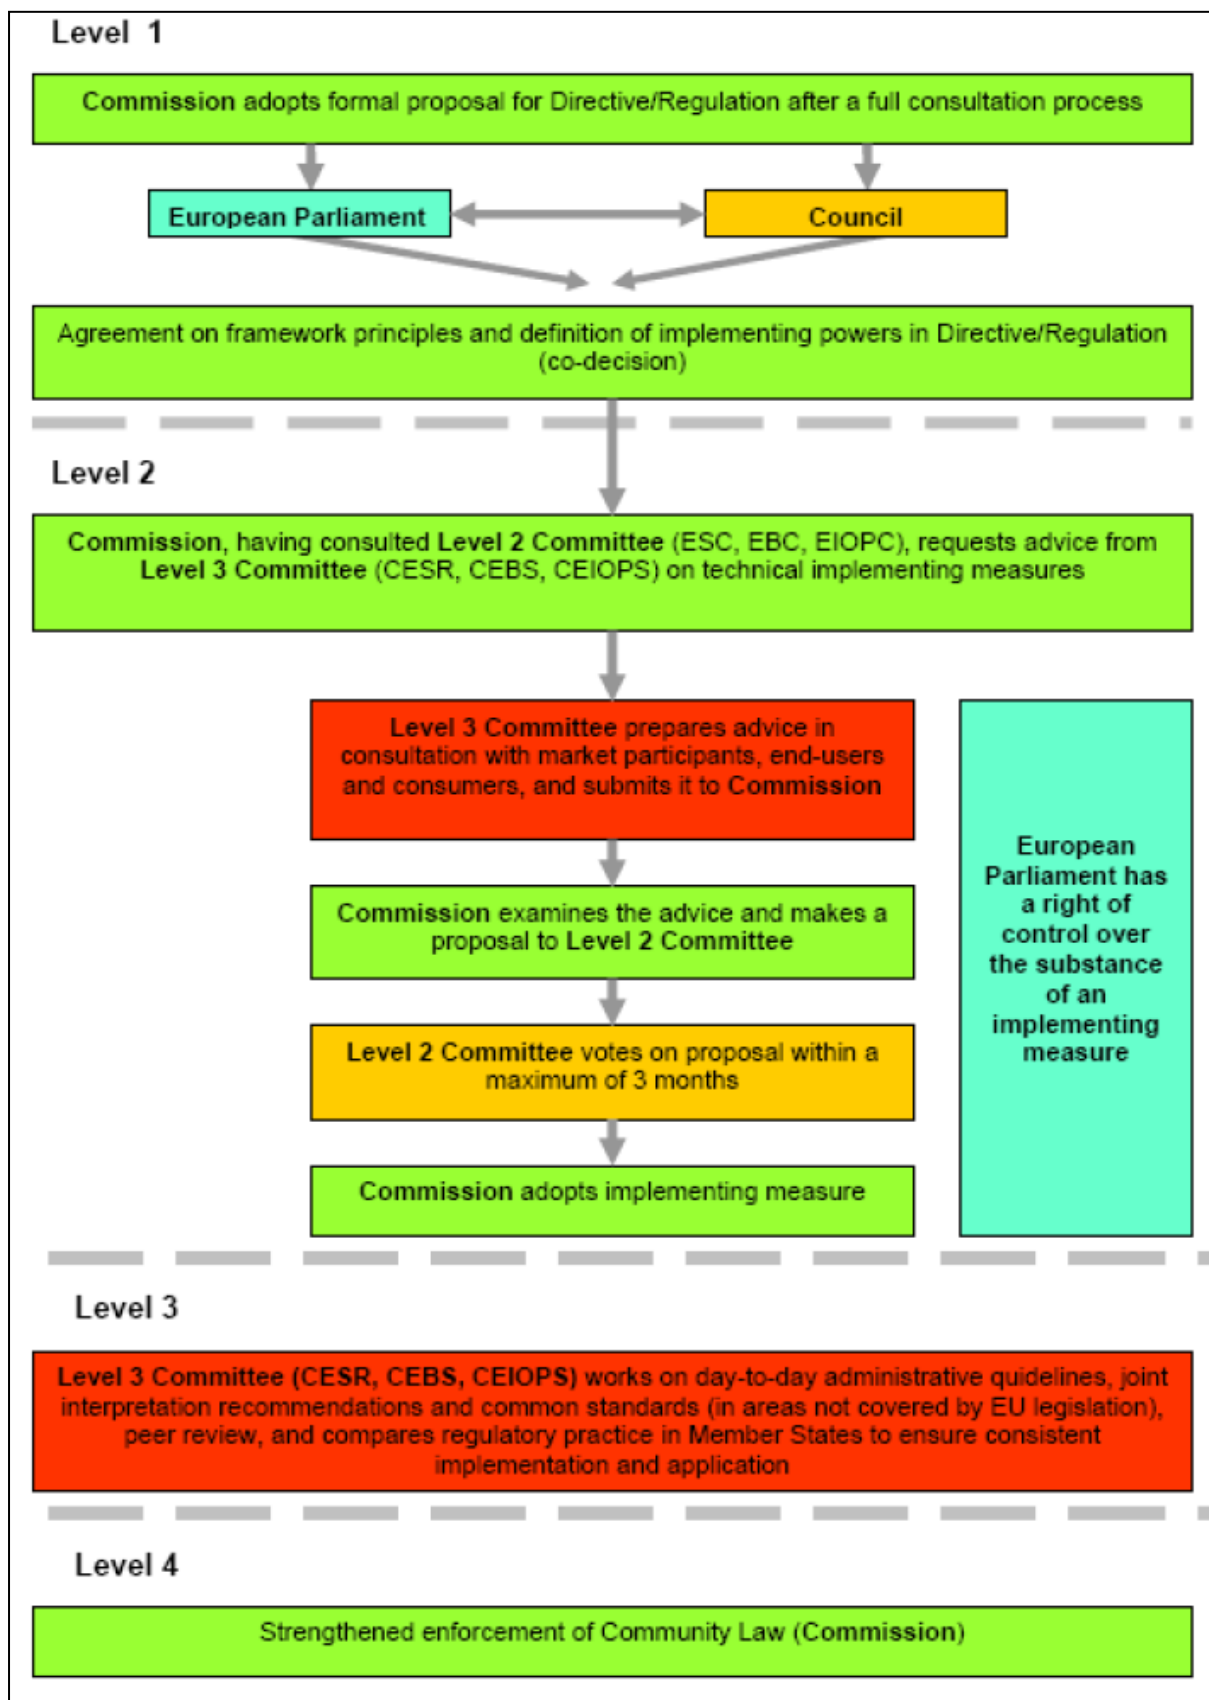 Level 1
Commission adopts formal proposal for Directive/Regulation after a full consultation process
European Parliament
Council
Agreement on framework principles and definition of implementing powers in Directive/Regulation
(co-decision)
Level 2
Commission, having consulted Level 2 Committee (ESC, EBC, EIOPC), requests advice from
Level 3 Committee (CESR, CEBS, CEIOPS) on technical implementing measures
Level 3 Committee prepares advice in
consultation with market participants, end-users
and consumers, and submits it to Commission
Commission examines the advice and makes a
proposal to Level 2 Committee
Level 2 Committee votes on proposal within a
maximum of 3 months
Commission adopts implementing measure
European
Parliament has
a right of
control over
the substance
of an
implementing
measure
Level 3
Level 3 Committee (CESR, CEBS, CEIOPS) works on day-to-day administrative quidelines, joint
interpretation recommendations and common standards (in areas not covered by EU legislation),
peer review, and compares regulatory practice in Member States to ensure consistent
implementation and application
Level 4
Strengthened enforcement of Community Law (Commission)